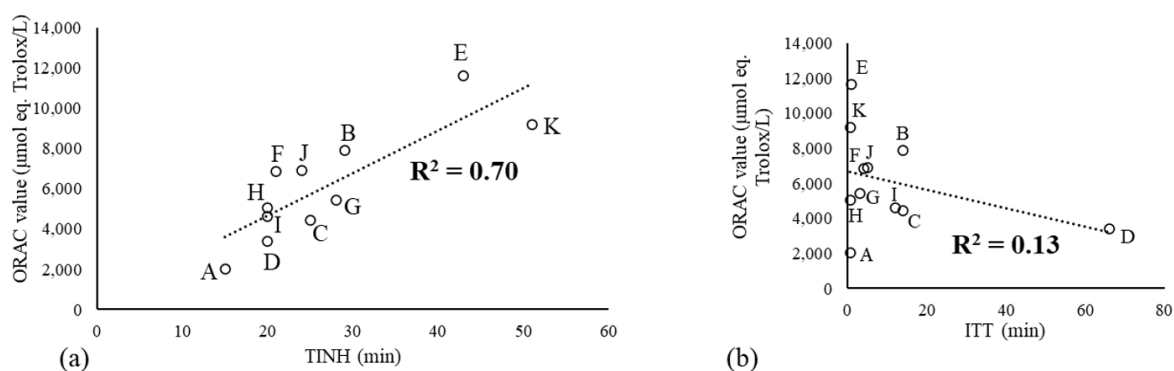 ORAC value (µmol eq. Trolox/L)
14,000
12,000
10,000
8,000
6,000
4,000
2,000
0
E
K
B
F
J
H
G
I
C
D
A
R² = 0.70
0
10
20
30
40
50
60
TINH (min)
(a)
ORAC value (µmol eq.
Trolox/L)
14,000
12,000
10,000
8,000
6,000
4,000
2,000
0
E
K
B
F
J
I
G
H
C
D
A
R² = 0.13
0
20
40
60
80
ITT (min)
(b)